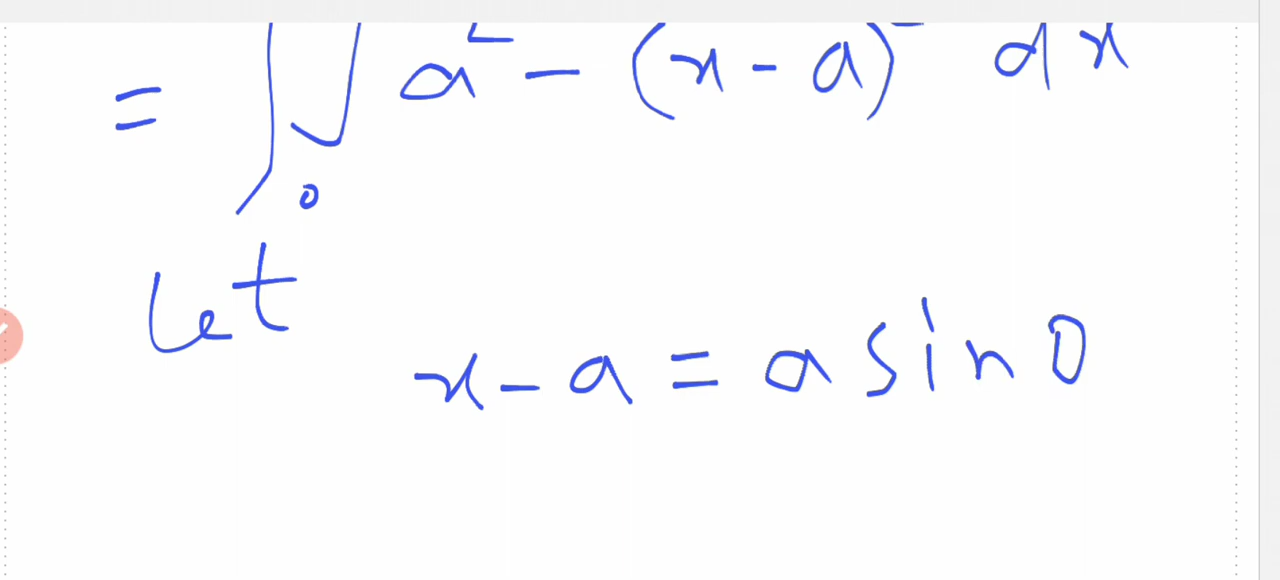 = ∫₀ √a² - (x - a)² dx
Let
x - a = a sin θ